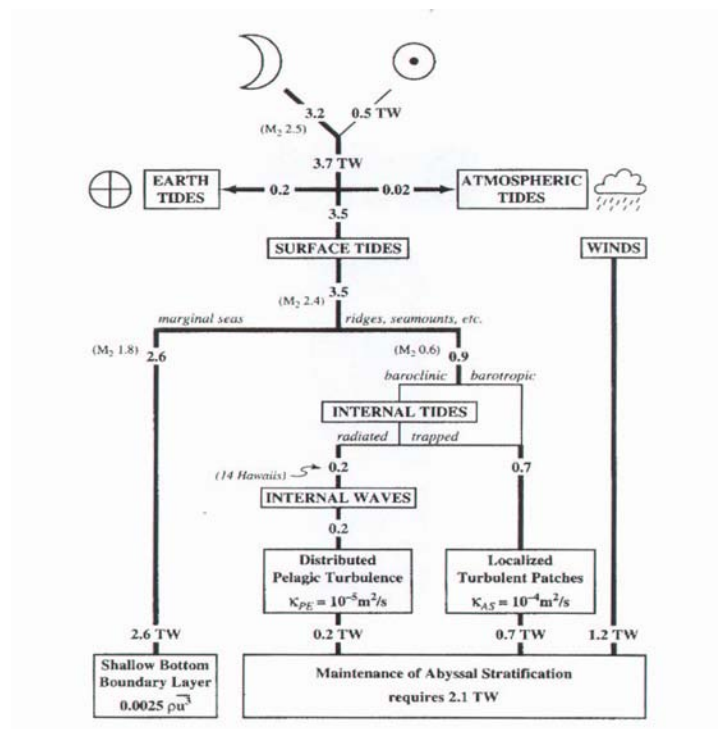 3.2 0.5 TW
(M₂ 2.5)
3.7 TW
EARTH
TIDES
0.2
0.02
ATMOSPHERIC
TIDES
3.5
SURFACE TIDES
WINDS
(M₂ 2.4) 3.5
marginal seas
ridges, seamounts, etc.
(M₂ 1.8) 2.6
(M₂ 0.6) 0.9
baroclinic barotropic
INTERNAL TIDES
radiated trapped
(14 Hawaiis) 0.2
0.7
INTERNAL WAVES
0.2
Distributed
Pelagic Turbulence
κPE = 10⁻⁵m²/s
Localized
Turbulent Patches
κAS = 10⁻⁴m²/s
2.6 TW
0.2 TW
0.7 TW
1.2 TW
Shallow Bottom
Boundary Layer
0.0025 ρu³
Maintenance of Abyssal Stratification
requires 2.1 TW